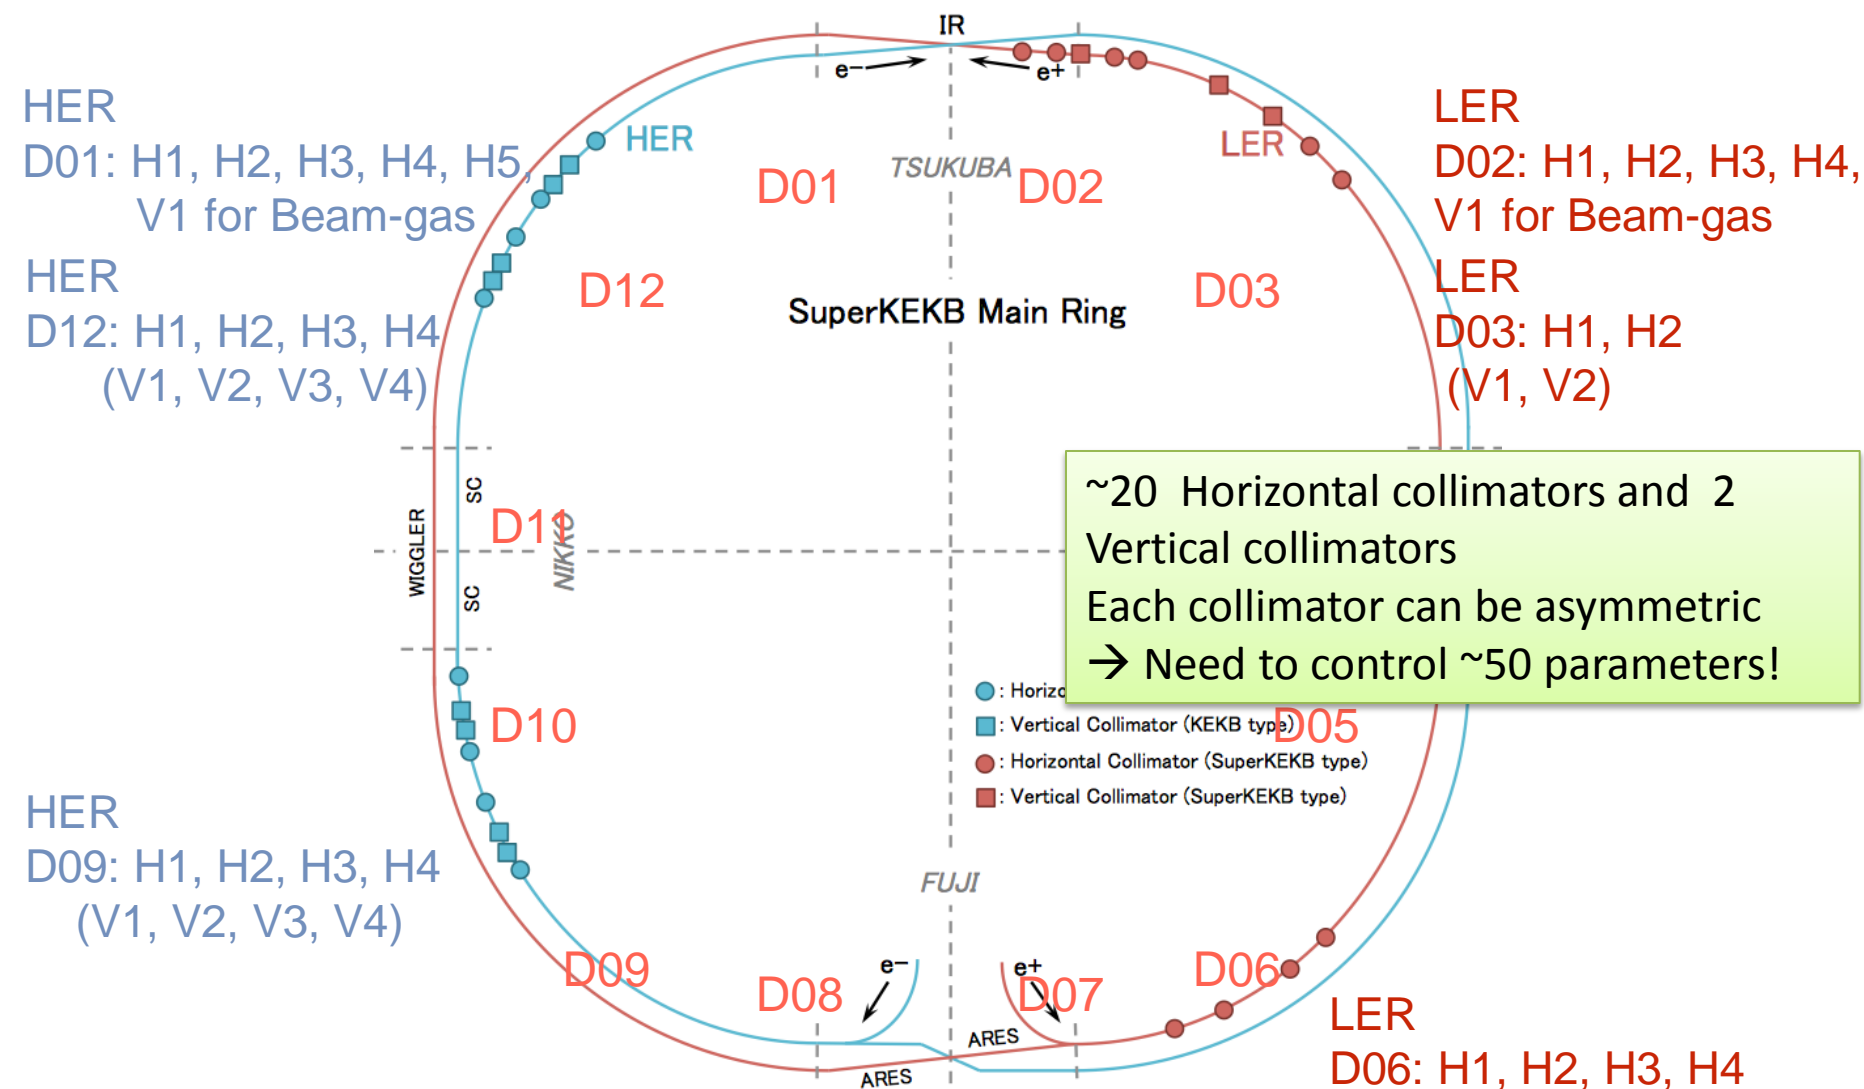 IR
e−
e+
HER
D01: H1, H2, H3, H4, H5,
V1 for Beam-gas
HER
D12: H1, H2, H3, H4
(V1, V2, V3, V4)
LER
D02: H1, H2, H3, H4,
V1 for Beam-gas
LER
D03: H1, H2
(V1, V2)
HER
LER
TSUKUBA
D01
D02
D12
D03
SuperKEKB Main Ring
SC
WIGGLER
D11
NIKKO
SC
~20 Horizontal collimators and 2
Vertical collimators
Each collimator can be asymmetric
→ Need to control ~50 parameters!
: Horizo
: Vertical Collimator (KEKB type)
: Horizontal Collimator (SuperKEKB type)
: Vertical Collimator (SuperKEKB type)
D10
D05
HER
D09: H1, H2, H3, H4
(V1, V2, V3, V4)
FUJI
D09
D08
e−
e+
D07
D06
ARES
ARES
LER
D06: H1, H2, H3, H4